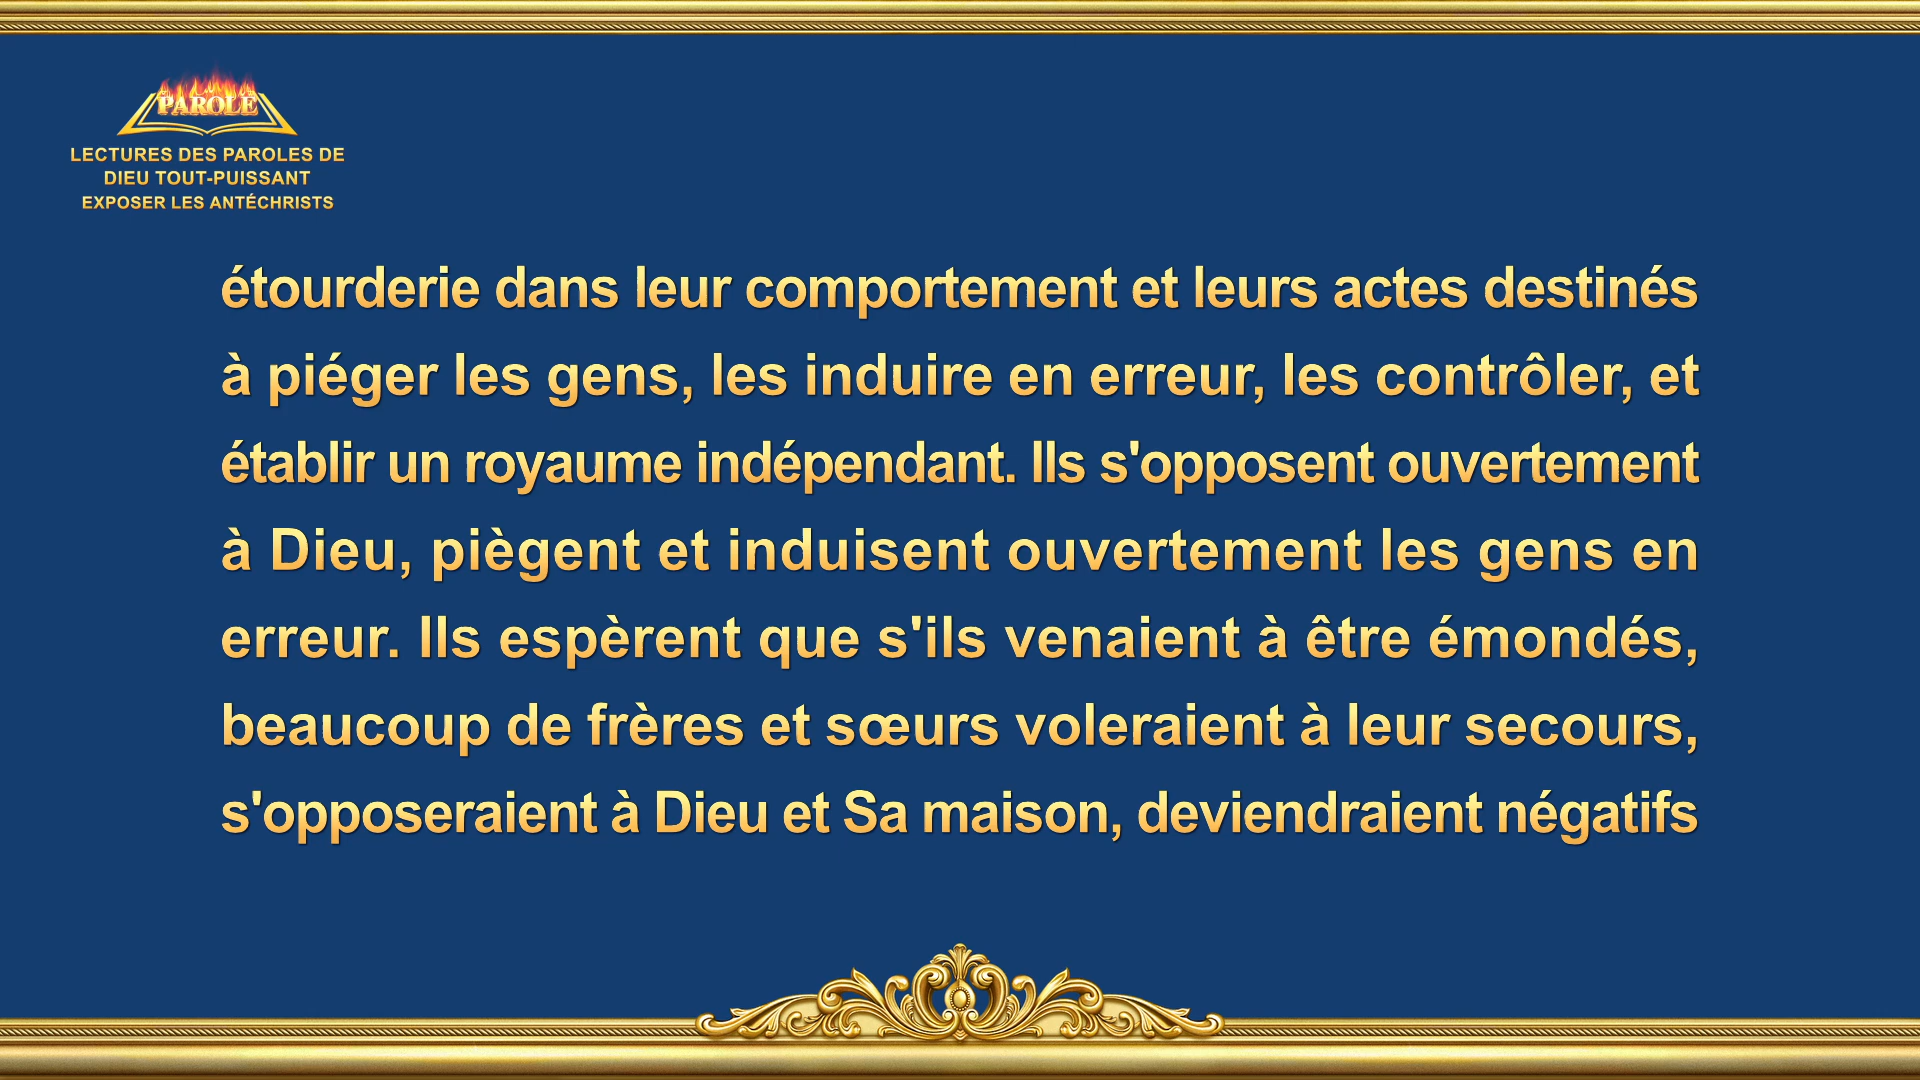 PAROLE
LECTURES DES PAROLES DE
DIEU TOUT-PUISSANT
EXPOSER LES ANTÉCHRISTS
étourderie dans leur comportement et leurs actes destinés
à piéger les gens, les induire en erreur, les contrôler, et
établir un royaume indépendant. Ils s'opposent ouvertement
à Dieu, piègent et induisent ouvertement les gens en
erreur. Ils espèrent que s'ils venaient à être émondés,
beaucoup de frères et sœurs voleraient à leur secours,
s'opposeraient à Dieu et Sa maison, deviendraient négatifs